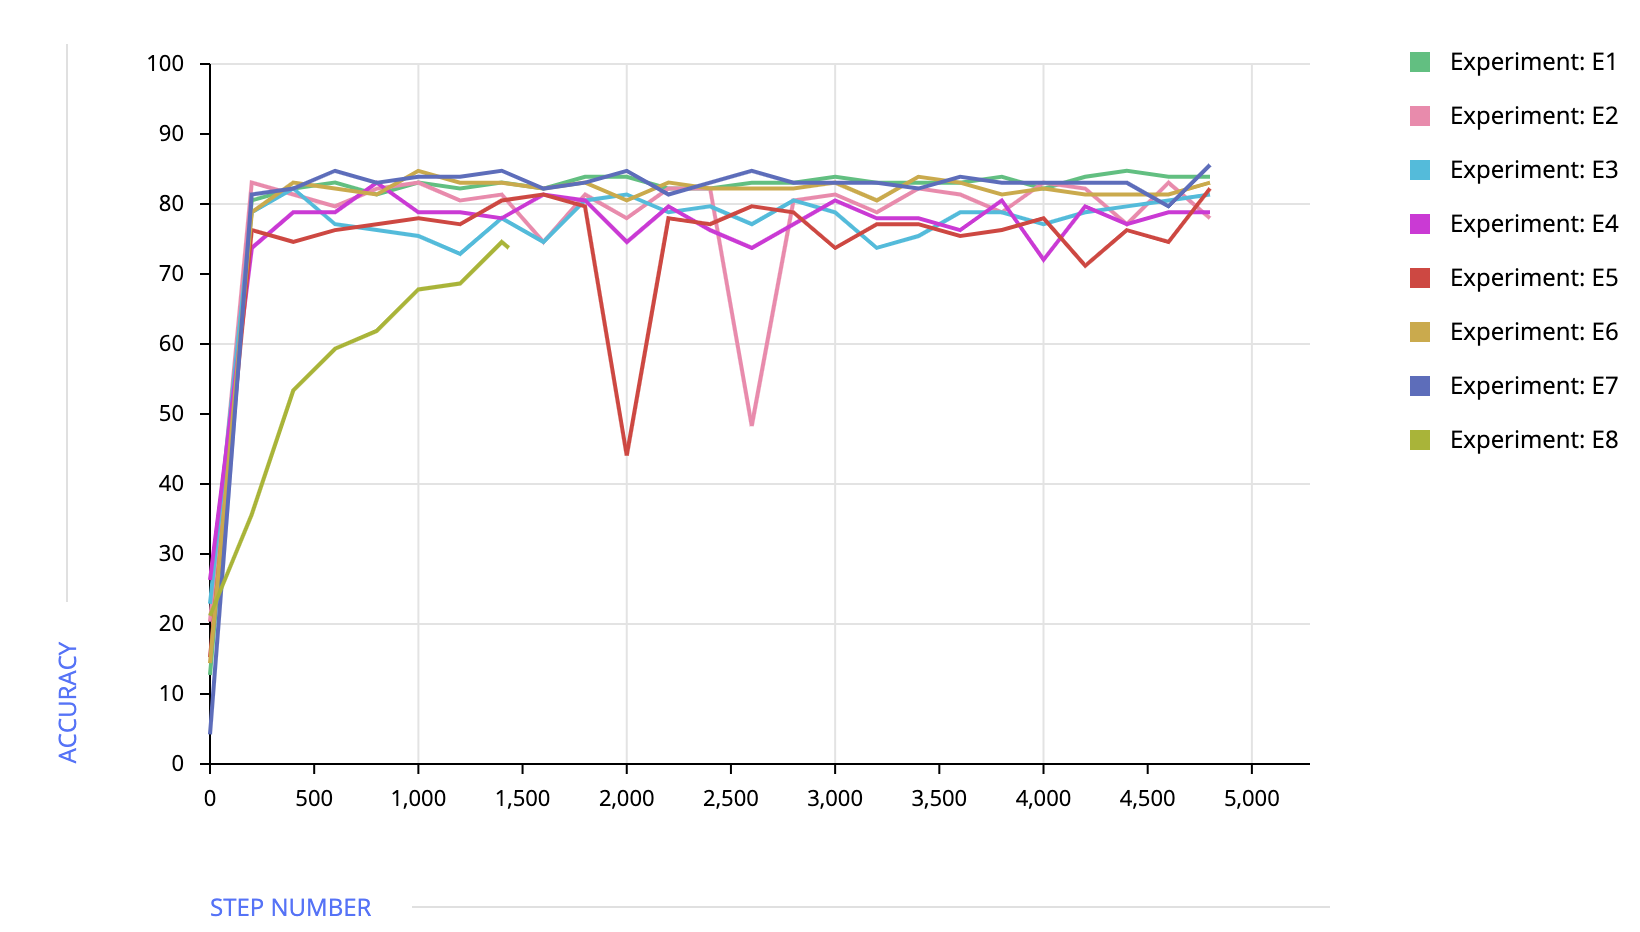 100
90
80
70
60
50
40
30
20
10
0
0 500 1,000 1,500 2,000 2,500 3,000 3,500 4,000 4,500 5,000
ACCURACY
STEP NUMBER
Experiment: E1
Experiment: E2
Experiment: E3
Experiment: E4
Experiment: E5
Experiment: E6
Experiment: E7
Experiment: E8